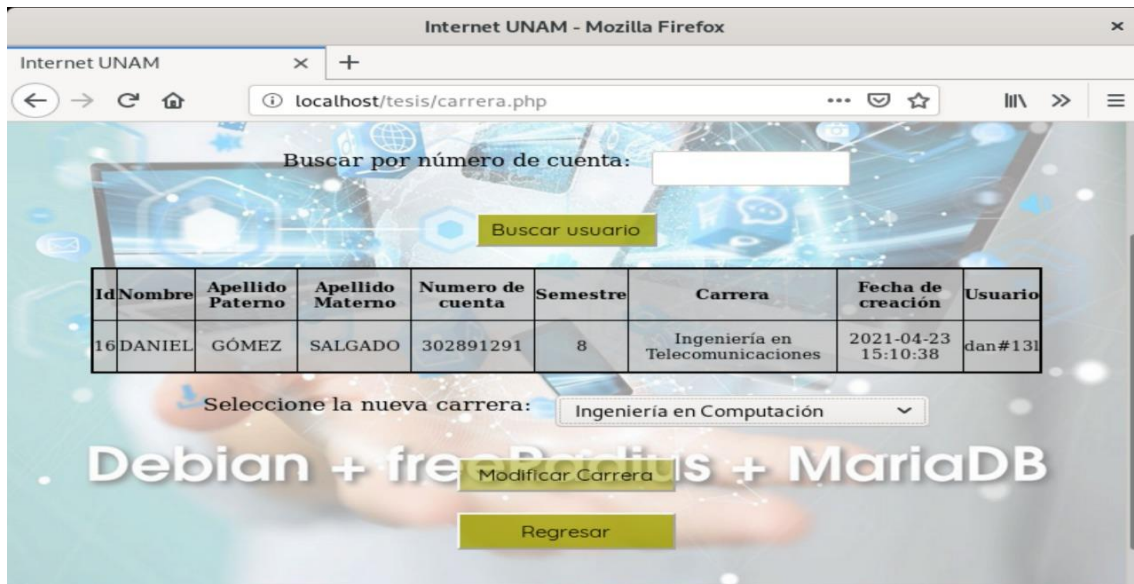 Internet UNAM - Mozilla Firefox
Internet UNAM
localhost/tesis/carrera.php
Buscar por número de cuenta:
Buscar usuario
Id Nombre Apellido Paterno Apellido Materno Numero de cuenta Semestre Carrera Fecha de creación Usuario
16 DANIEL GÓMEZ SALGADO 302891291 8 Ingeniería en Telecomunicaciones 2021-04-23 15:10:38 dan#131
Seleccione la nueva carrera: Ingeniería en Computación
Debian + freeRadius + MariaDB
Modificar Carrera
Regresar